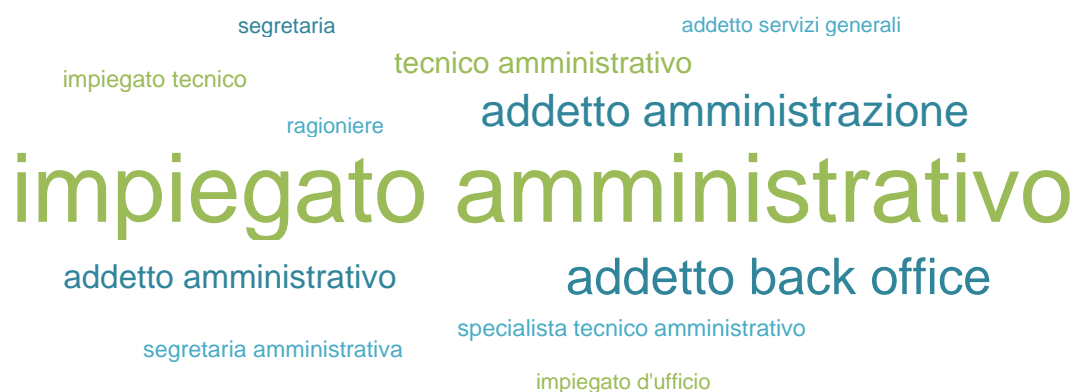 segretaria
addetto servizi generali
tecnico amministrativo
impiegato tecnico
addetto amministrazione
ragioniere
impiegato amministrativo
addetto amministrativo
addetto back office
specialista tecnico amministrativo
segretaria amministrativa
impiegato d'ufficio